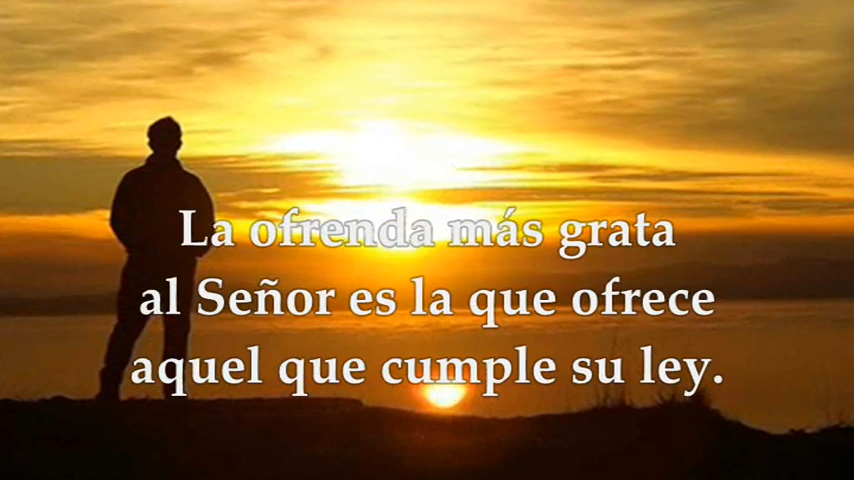 La ofrenda más grata
al Señor es la que ofrece
aquel que cumple su ley.